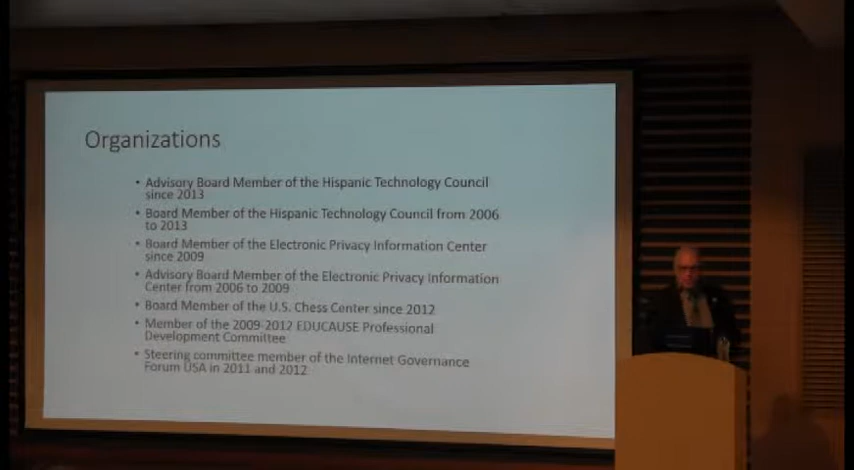 Organizations
• Advisory Board Member of the Hispanic Technology Council
since 2013
• Board Member of the Hispanic Technology Council from 2006
to 2013
• Board Member of the Electronic Privacy Information Center
since 2009
• Advisory Board Member of the Electronic Privacy Information
Center from 2006 to 2009
• Board Member of the U.S. Chess Center since 2012
• Member of the 2009-2012 EDUCAUSE Professional
Development Committee
• Steering committee member of the Internet Governance
Forum USA in 2011 and 2012